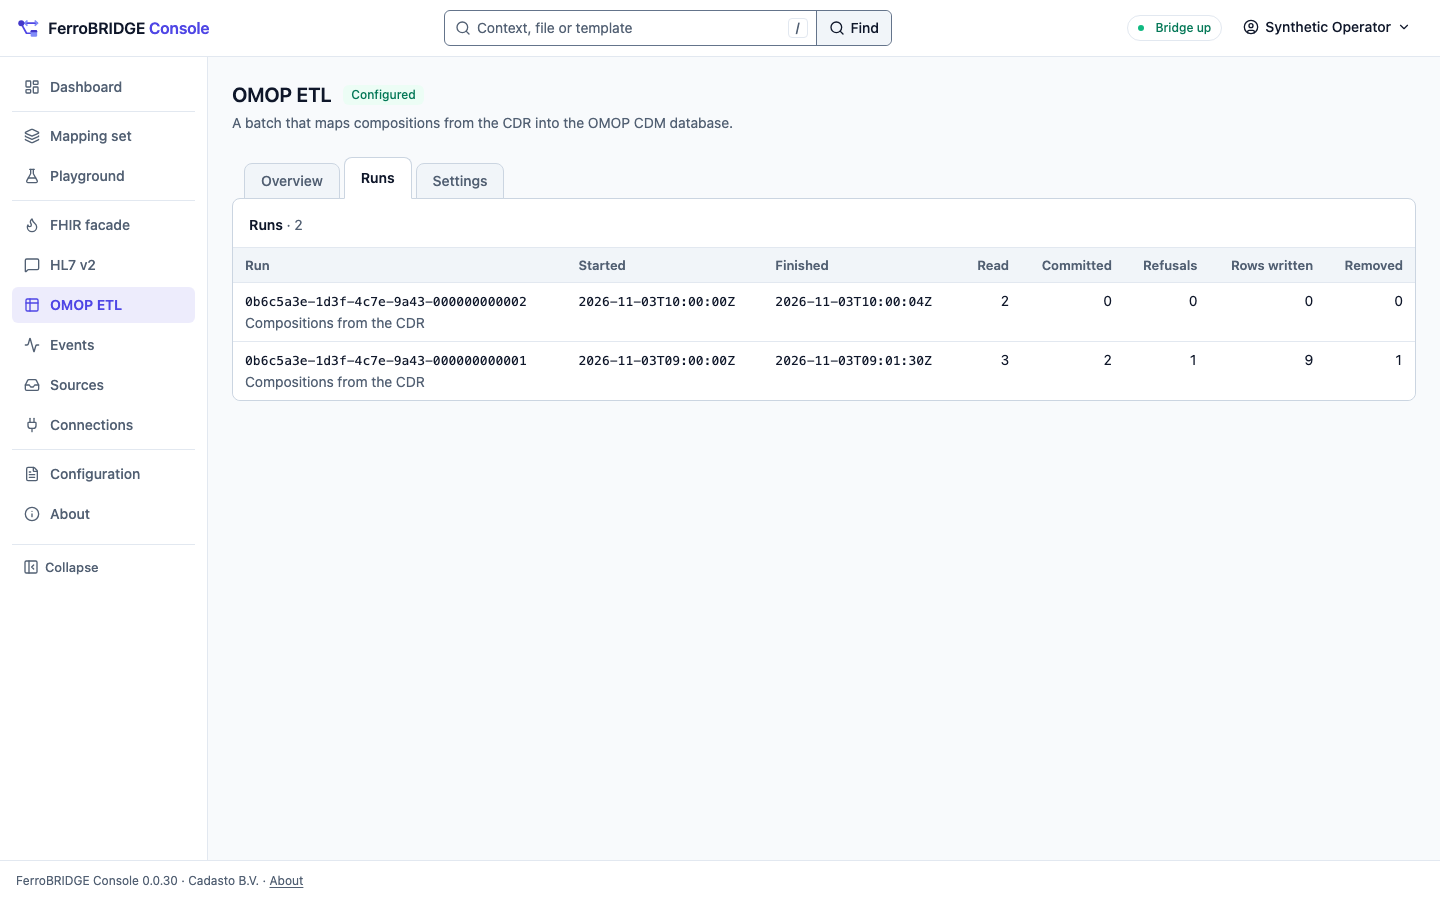 FerroBRIDGE Console
Context, file or template
/
Find
Bridge up
Synthetic Operator
Dashboard
Mapping set
Playground
FHIR facade
HL7 v2
OMOP ETL
Events
Sources
Connections
Configuration
About
Collapse
OMOP ETL Configured
A batch that maps compositions from the CDR into the OMOP CDM database.
Overview Runs Settings
Runs · 2
Run Started Finished Read Committed Refusals Rows written Removed
0b6c5a3e-1d3f-4c7e-9a43-000000000002 2026-11-03T10:00:00Z 2026-11-03T10:00:04Z 2 0 0 0 0
Compositions from the CDR
0b6c5a3e-1d3f-4c7e-9a43-000000000001 2026-11-03T09:00:00Z 2026-11-03T09:01:30Z 3 2 1 9 1
Compositions from the CDR
FerroBRIDGE Console 0.0.30 · Cadasto B.V. · About